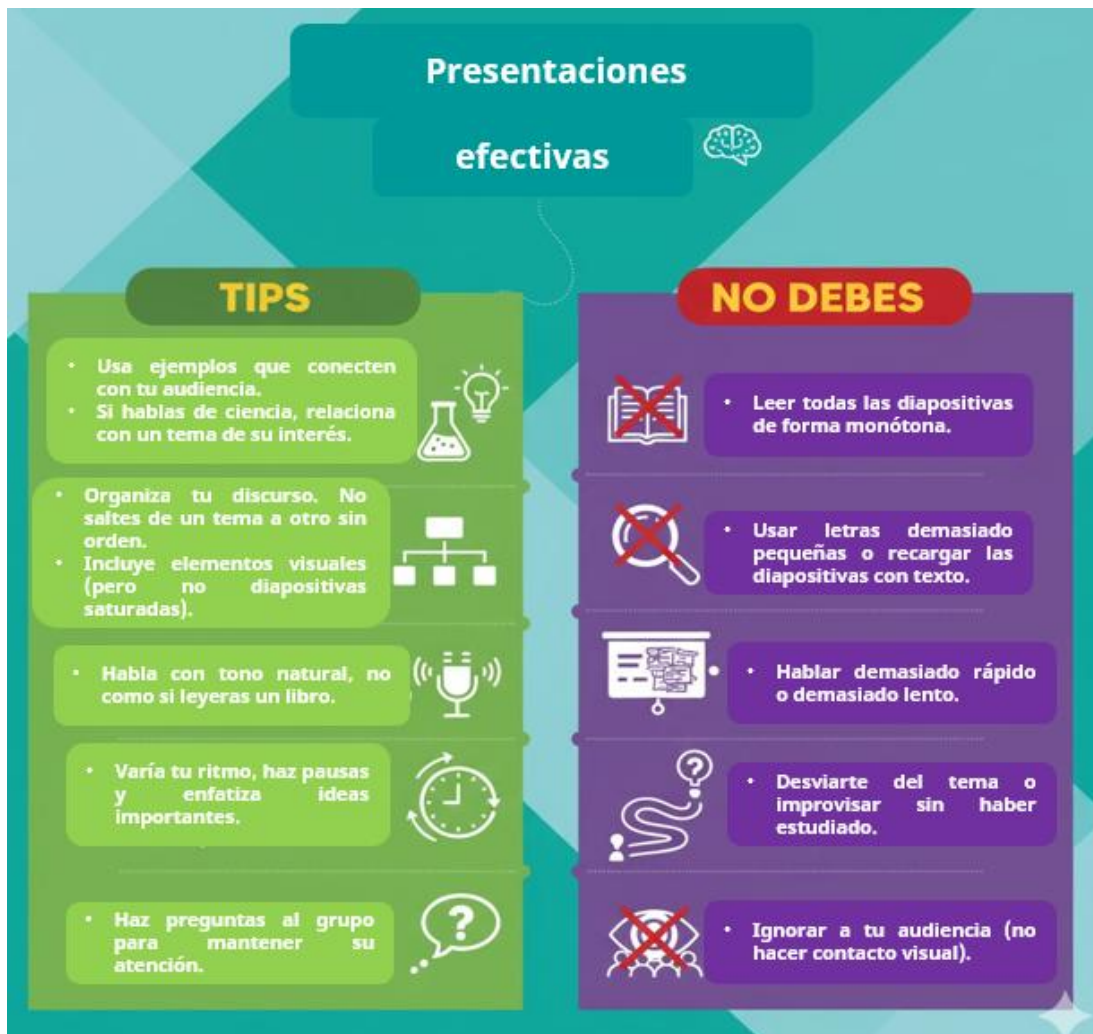 Presentaciones
efectivas
TIPS
• Usa ejemplos que conecten
con tu audiencia.
• Si hablas de ciencia, relaciona
con un tema de su interés.
• Organiza tu discurso. No
saltes de un tema a otro sin
orden.
• Incluye elementos visuales
(pero no diapositivas
saturadas).
• Habla con tono natural, no
como si leyeras un libro.
• Varía tu ritmo, haz pausas
y enfatiza ideas
importantes.
• Haz preguntas al grupo
para mantener su
atención.
NO DEBES
• Leer todas las diapositivas
de forma monótona.
• Usar letras demasiado
pequeñas o recargar las
diapositivas con texto.
• Hablar demasiado rápido
o demasiado lento.
• Desviarte del tema o
improvisar sin haber
estudiado.
• Ignorar a tu audiencia (no
hacer contacto visual).